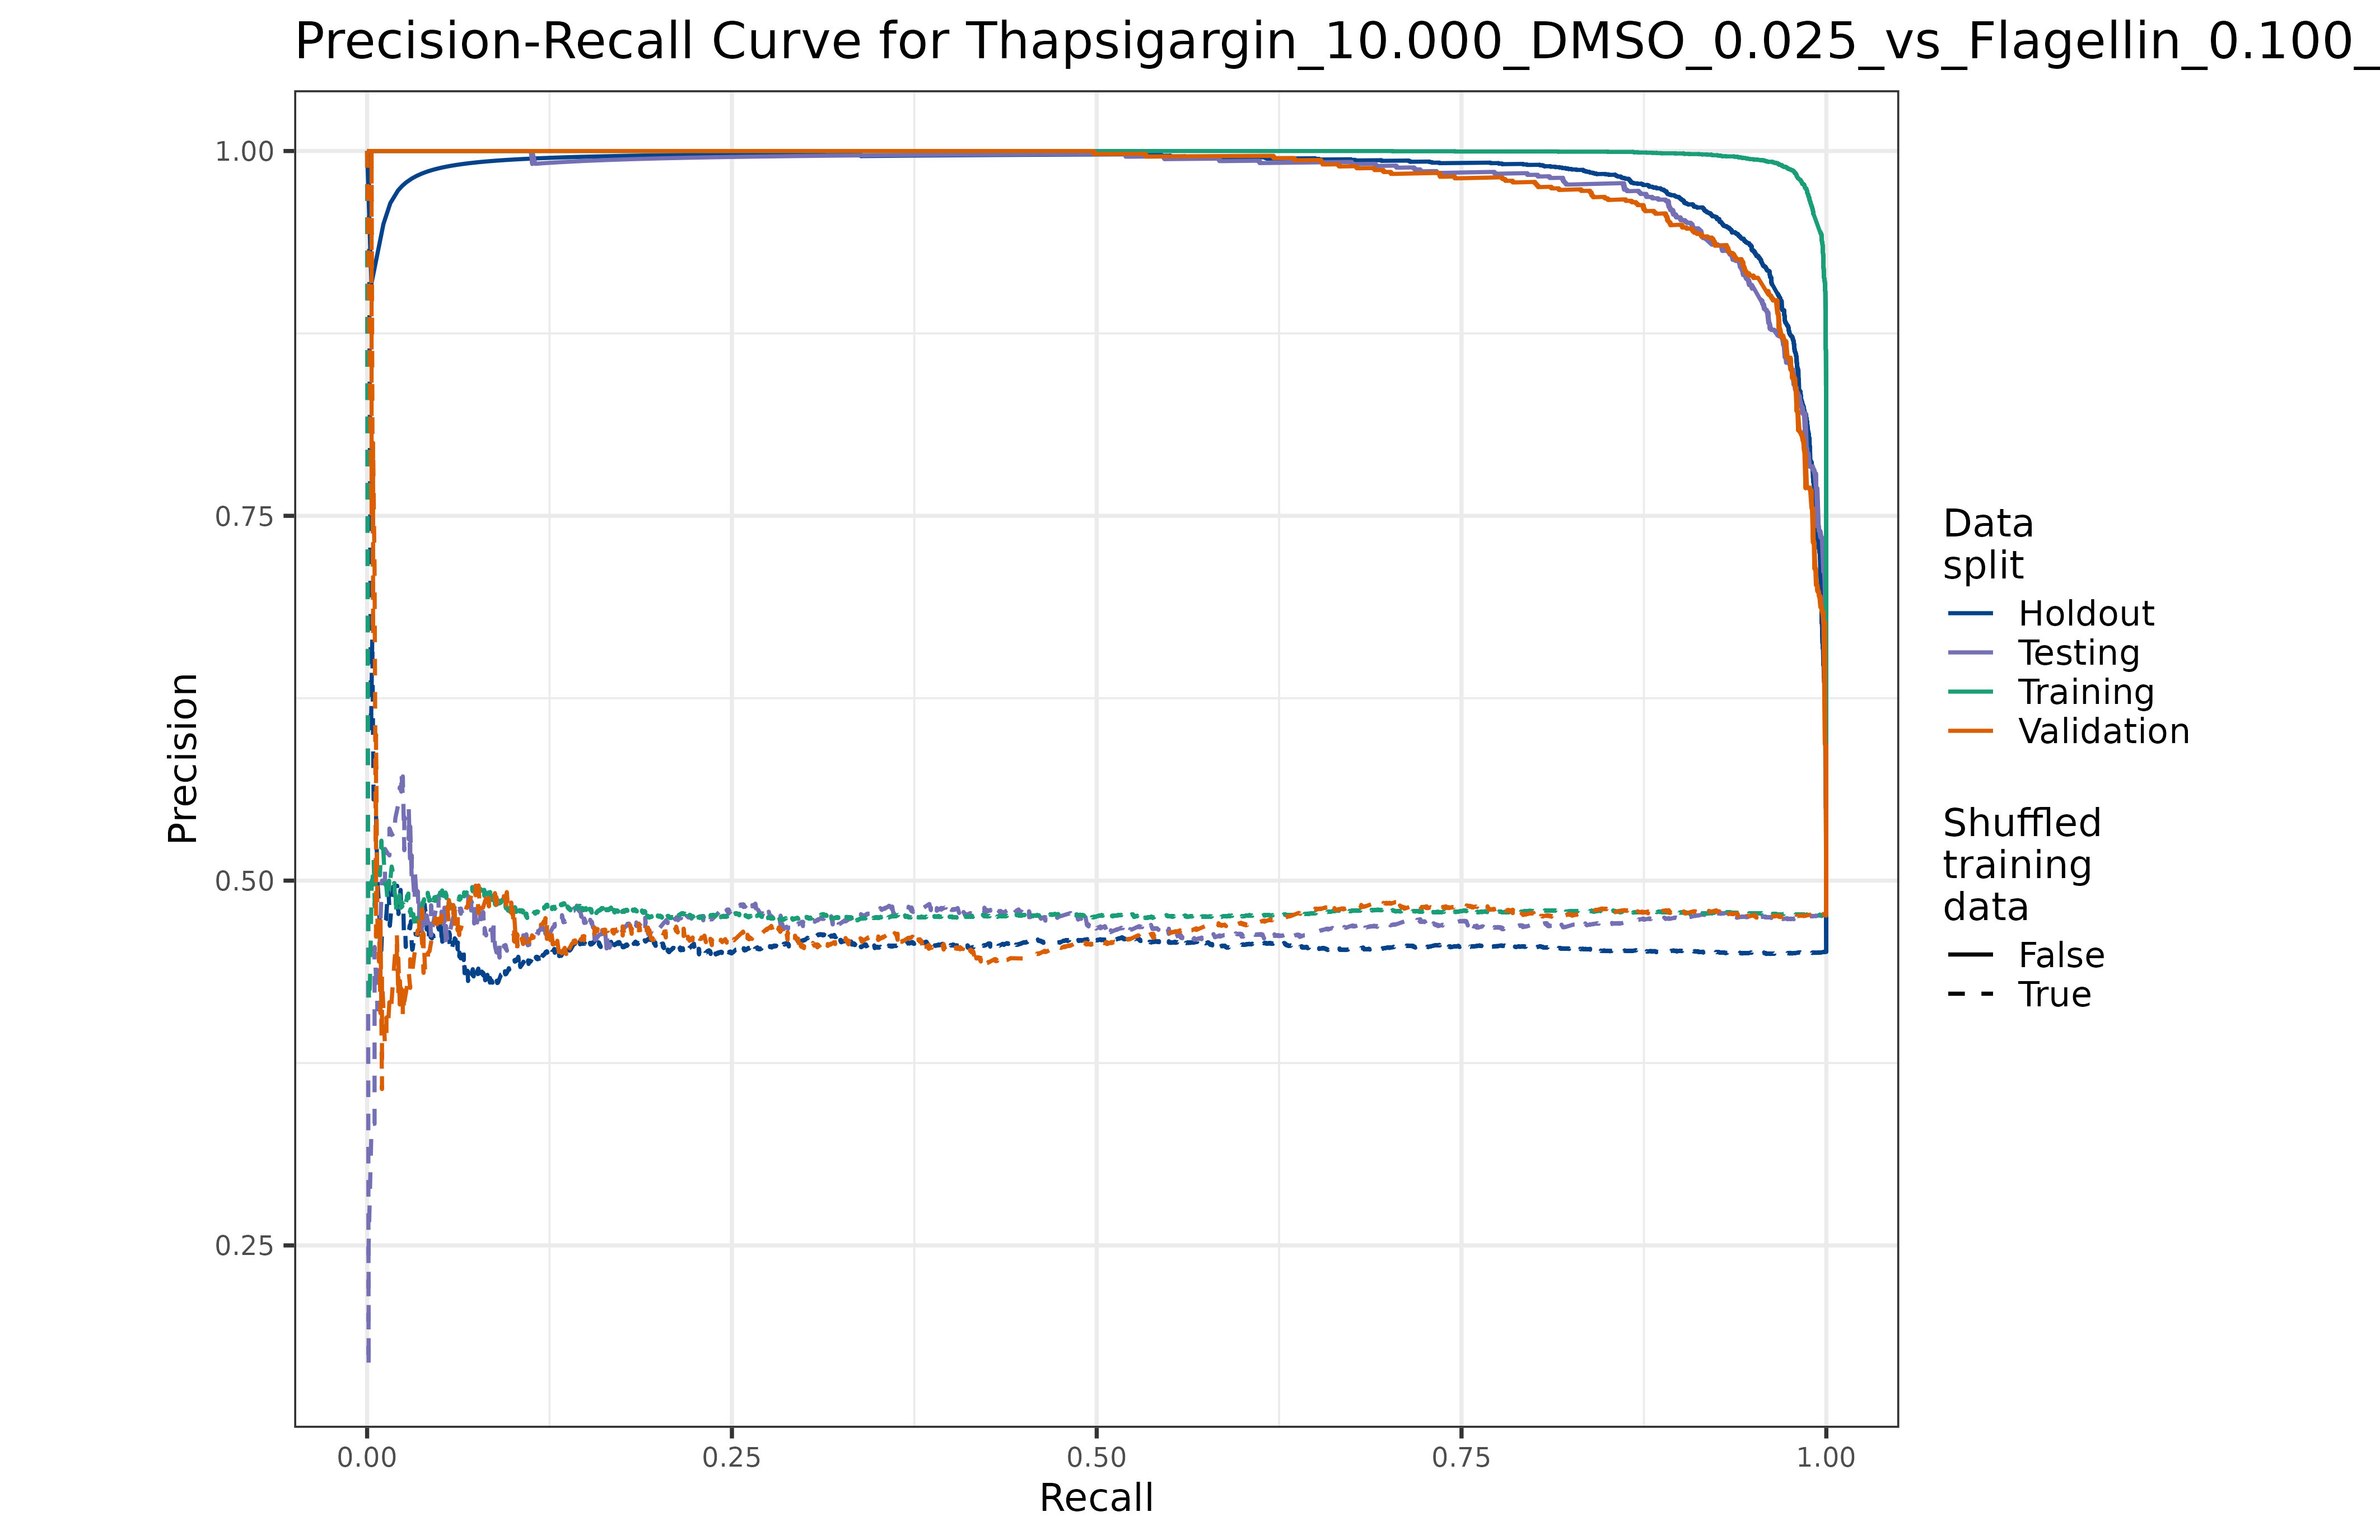 Precision-Recall Curve for Thapsigargin_10.000_DMSO_0.025_vs_Flagellin_0.100_
1.00
0.75
0.50
0.25
Precision
0.00
0.25
0.50
0.75
1.00
Recall
Data
split
Holdout
Testing
Training
Validation
Shuffled
training
data
False
True